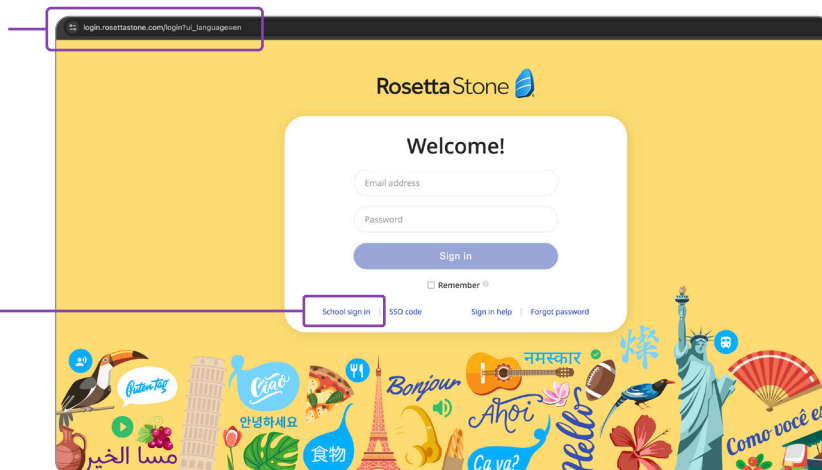 login.rosettastone.com/login?ui_language=en
RosettaStone
Welcome!
Email address
Password
Sign in
Remember
School sign in | SSO code
Sign in help | Forgot password
Guten Tag
Ciao
안녕하세요
食物
Bonjour
Ahoi
नमस्कार
燦
Hello
Ça va?
مسا الخير
Como você es